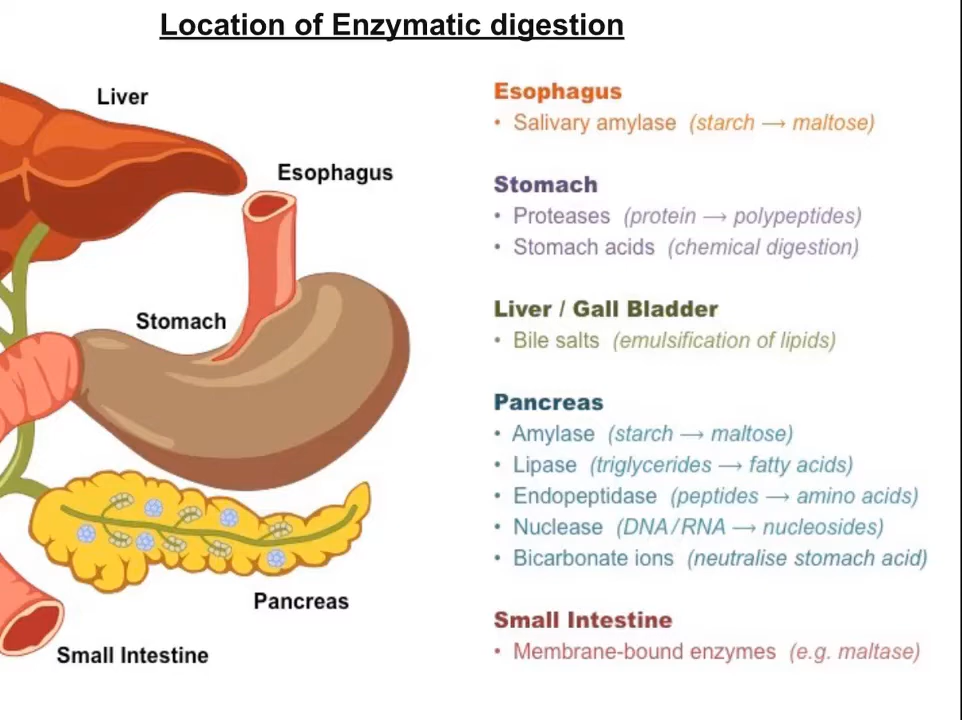 Location of Enzymatic digestion
Liver
Esophagus
Stomach
Pancreas
Small Intestine
Esophagus
• Salivary amylase (starch → maltose)
Stomach
• Proteases (protein → polypeptides)
• Stomach acids (chemical digestion)
Liver / Gall Bladder
• Bile salts (emulsification of lipids)
Pancreas
• Amylase (starch → maltose)
• Lipase (triglycerides → fatty acids)
• Endopeptidase (peptides → amino acids)
• Nuclease (DNA/RNA → nucleosides)
• Bicarbonate ions (neutralise stomach acid)
Small Intestine
• Membrane-bound enzymes (e.g. maltase)